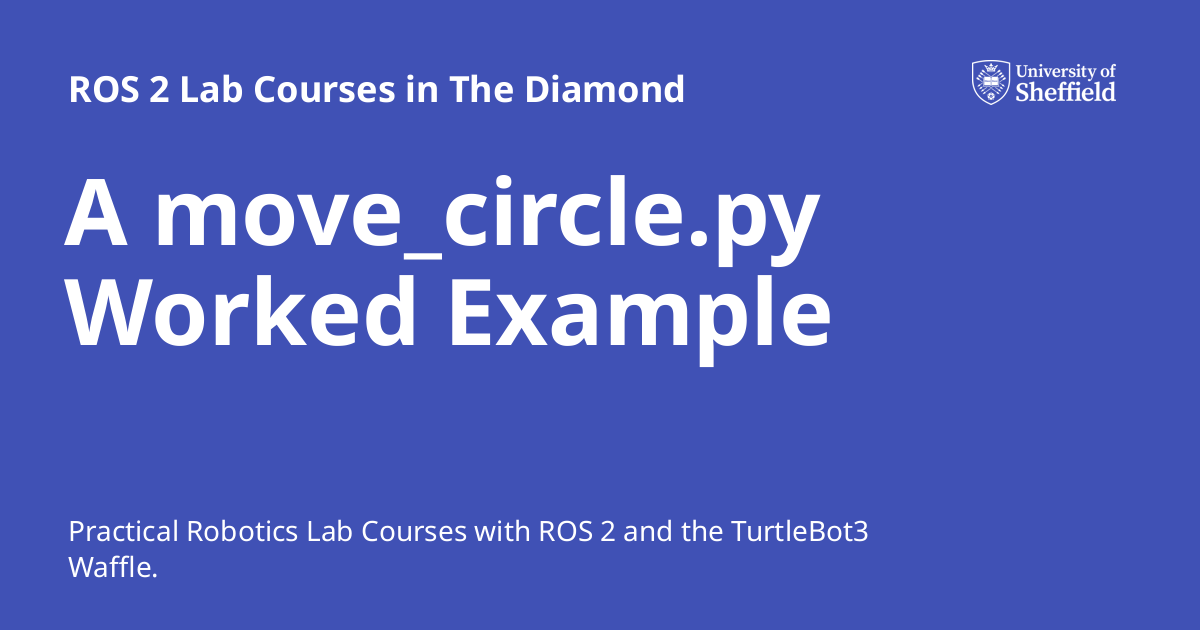 ROS 2 Lab Courses in The Diamond
University of
Sheffield
A move_circle.py
Worked Example
Practical Robotics Lab Courses with ROS 2 and the TurtleBot3
Waffle.